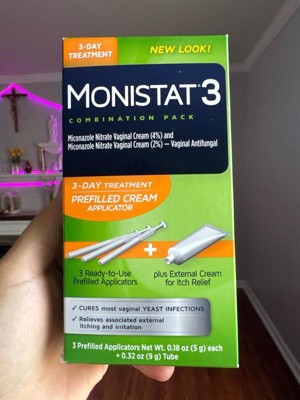 3-DAY
TREATMENT
NEW LOOK!
MONISTAT® 3
COMBINATION PACK
Miconazole Nitrate Vaginal Cream (4%) and
Miconazole Nitrate Vaginal Cream (2%) — Vaginal Antifungal
3-DAY TREATMENT
PREFILLED CREAM
APPLICATOR
+
3 Ready-to-Use
Prefilled Applicators
plus External Cream
for Itch Relief
✓ CURES most vaginal YEAST INFECTIONS
✓ Relieves associated external
itching and irritation
3 Prefilled Applicators Net Wt. 0.18 oz (5 g) each
+ 0.32 oz (9 g) Tube